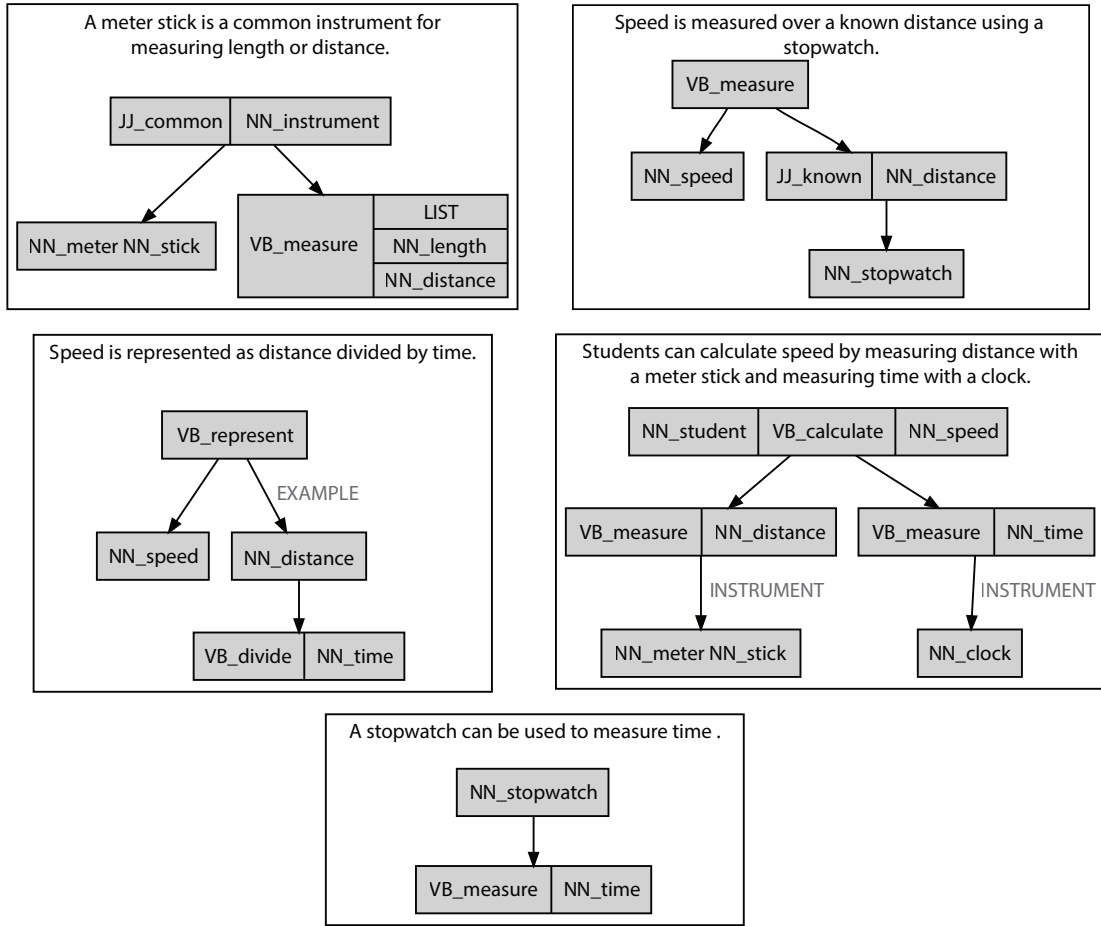 A meter stick is a common instrument for
measuring length or distance.
JJ_common NN_instrument
NN_meter NN_stick
VB_measure
LIST
NN_length
NN_distance
Speed is measured over a known distance using a
stopwatch.
VB_measure
NN_speed JJ_known NN_distance
NN_stopwatch
Speed is represented as distance divided by time.
VB_represent
EXAMPLE
NN_speed NN_distance
VB_divide NN_time
Students can calculate speed by measuring distance with
a meter stick and measuring time with a clock.
NN_student VB_calculate NN_speed
VB_measure NN_distance VB_measure NN_time
INSTRUMENT INSTRUMENT
NN_meter NN_stick NN_clock
A stopwatch can be used to measure time .
NN_stopwatch
VB_measure NN_time